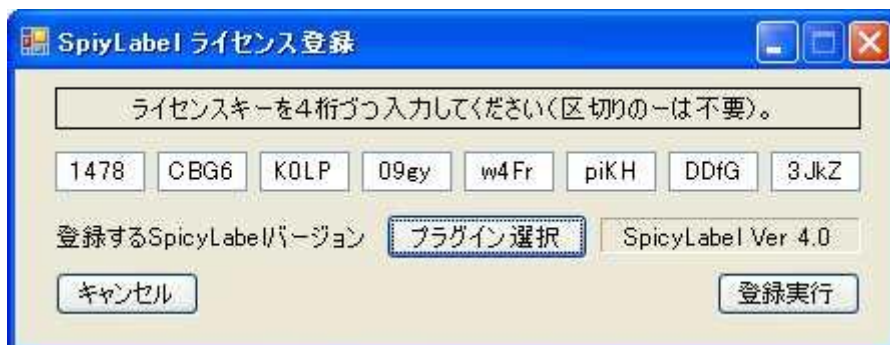 SpiyLabel ライセンス登録
ライセンスキーを4桁づつ入力してください(区切りのーは不要)。
1478 CBG6 K0LP 09gy w4Fr piKH DDfG 3JkZ
登録するSpicyLabelバージョン プラグイン選択 SpicyLabel Ver 4.0
キャンセル 登録実行